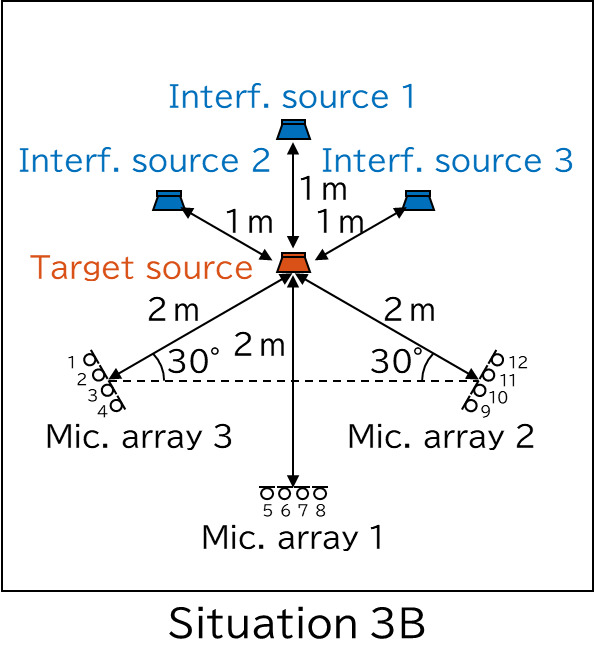 Interf. source 1
Interf. source 2
Interf. source 3
1 m
1 m
1 m
Target source
2 m
2 m
2 m
30°
30°
1
2
3
4
12
11
10
9
Mic. array 3
Mic. array 2
5 6 7 8
Mic. array 1
Situation 3B